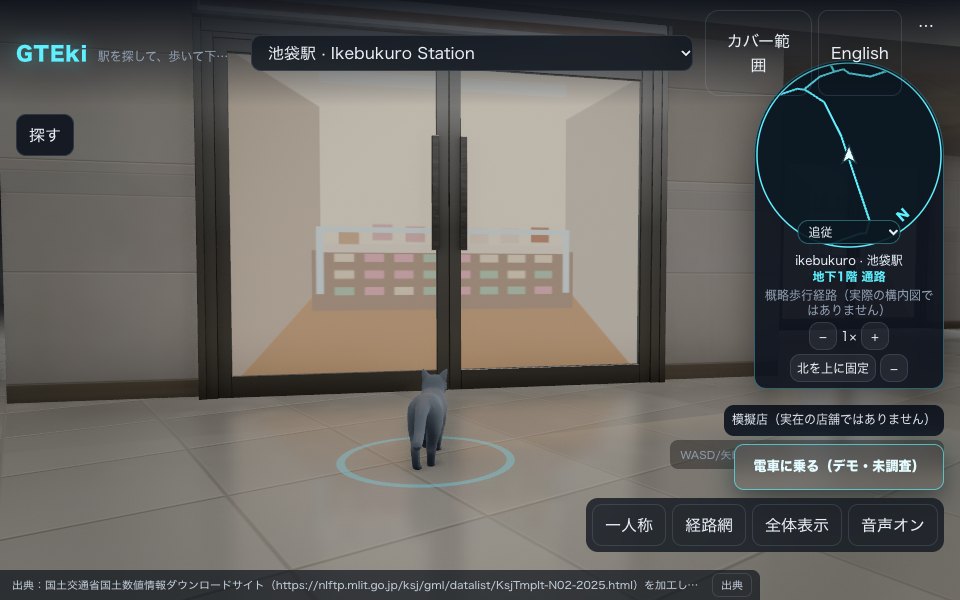 GTEki 駅を探して、歩いて下…
池袋駅 · Ikebukuro Station
カバー範囲
English
…
探す
N
追従
ikebukuro · 池袋駅
地下1階 通路
概略歩行経路（実際の構内図ではありません）
− 1× +
北を上に固定 −
模擬店（実在の店舗ではありません）
WASD/矢
電車に乗る（デモ・未調査）
一人称 経路網 全体表示 音声オン
出典：国土交通省国土数値情報ダウンロードサイト（https://nlftp.mlit.go.jp/ksj/gml/datalist/KsjTmplt-N02-2025.html）を加工し… 出典